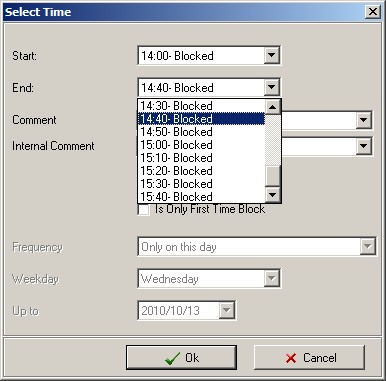 Select Time
Start:
14:00- Blocked
End:
14:40- Blocked
14:30- Blocked
14:40- Blocked
14:50- Blocked
15:00- Blocked
15:10- Blocked
15:20- Blocked
15:30- Blocked
15:40- Blocked
Comment
Internal Comment
Is Only First Time Block
Frequency
Only on this day
Weekday
Wednesday
Up to
2010/10/13
Ok
Cancel